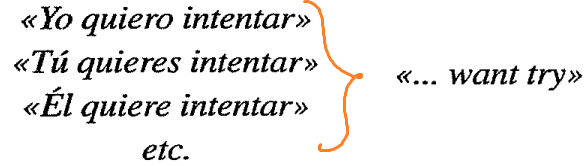 «Yo quiero intentar»
«Tú quieres intentar»
«Él quiere intentar»
etc.
«... want try»